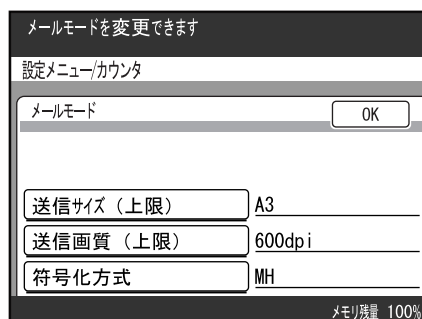 メールモードを変更できます
設定メニュー/カウンタ
メールモード
OK
送信サイズ（上限） A3
送信画質（上限） 600dpi
符号化方式 MH
メモリ残量 100%